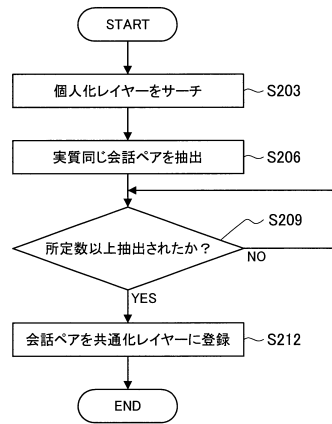 START
個人化レイヤーをサーチ
S203
実質同じ会話ペアを抽出
S206
S209
所定数以上抽出されたか？
NO
YES
会話ペアを共通化レイヤーに登録
S212
END